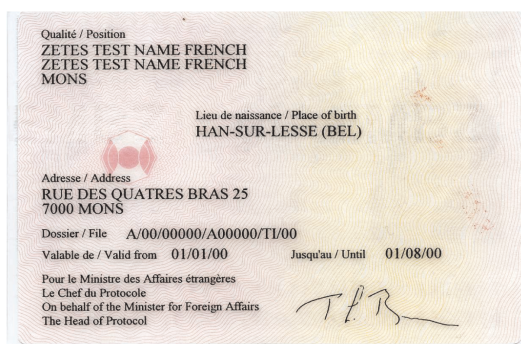 Qualité / Position
ZETES TEST NAME FRENCH
ZETES TEST NAME FRENCH
MONS
Lieu de naissance / Place of birth
HAN-SUR-LESSE (BEL)
Adresse / Address
RUE DES QUATRES BRAS 25
7000 MONS
Dossier / File A/00/00000/A00000/TI/00
Valable de / Valid from 01/01/00 Jusqu'au / Until 01/08/00
Pour le Ministre des Affaires étrangères
Le Chef du Protocole
On behalf of the Minister for Foreign Affairs
The Head of Protocol